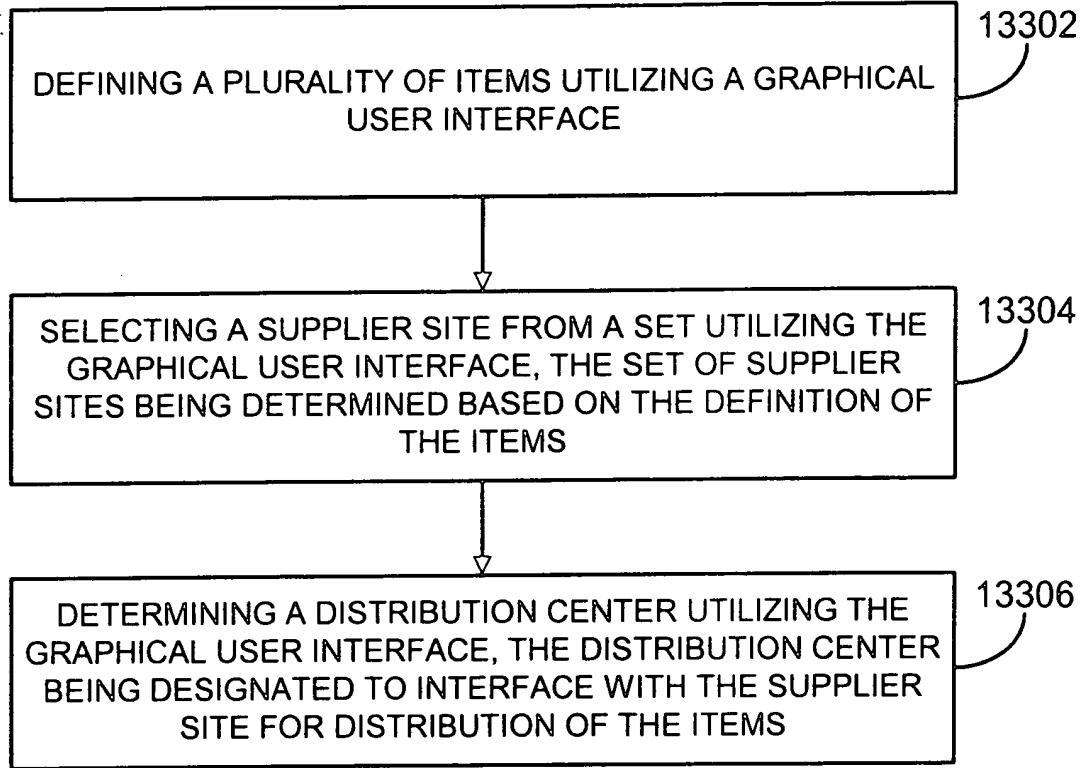 13302
DEFINING A PLURALITY OF ITEMS UTILIZING A GRAPHICAL
USER INTERFACE
13304
SELECTING A SUPPLIER SITE FROM A SET UTILIZING THE
GRAPHICAL USER INTERFACE, THE SET OF SUPPLIER
SITES BEING DETERMINED BASED ON THE DEFINITION OF
THE ITEMS
13306
DETERMINING A DISTRIBUTION CENTER UTILIZING THE
GRAPHICAL USER INTERFACE, THE DISTRIBUTION CENTER
BEING DESIGNATED TO INTERFACE WITH THE SUPPLIER
SITE FOR DISTRIBUTION OF THE ITEMS